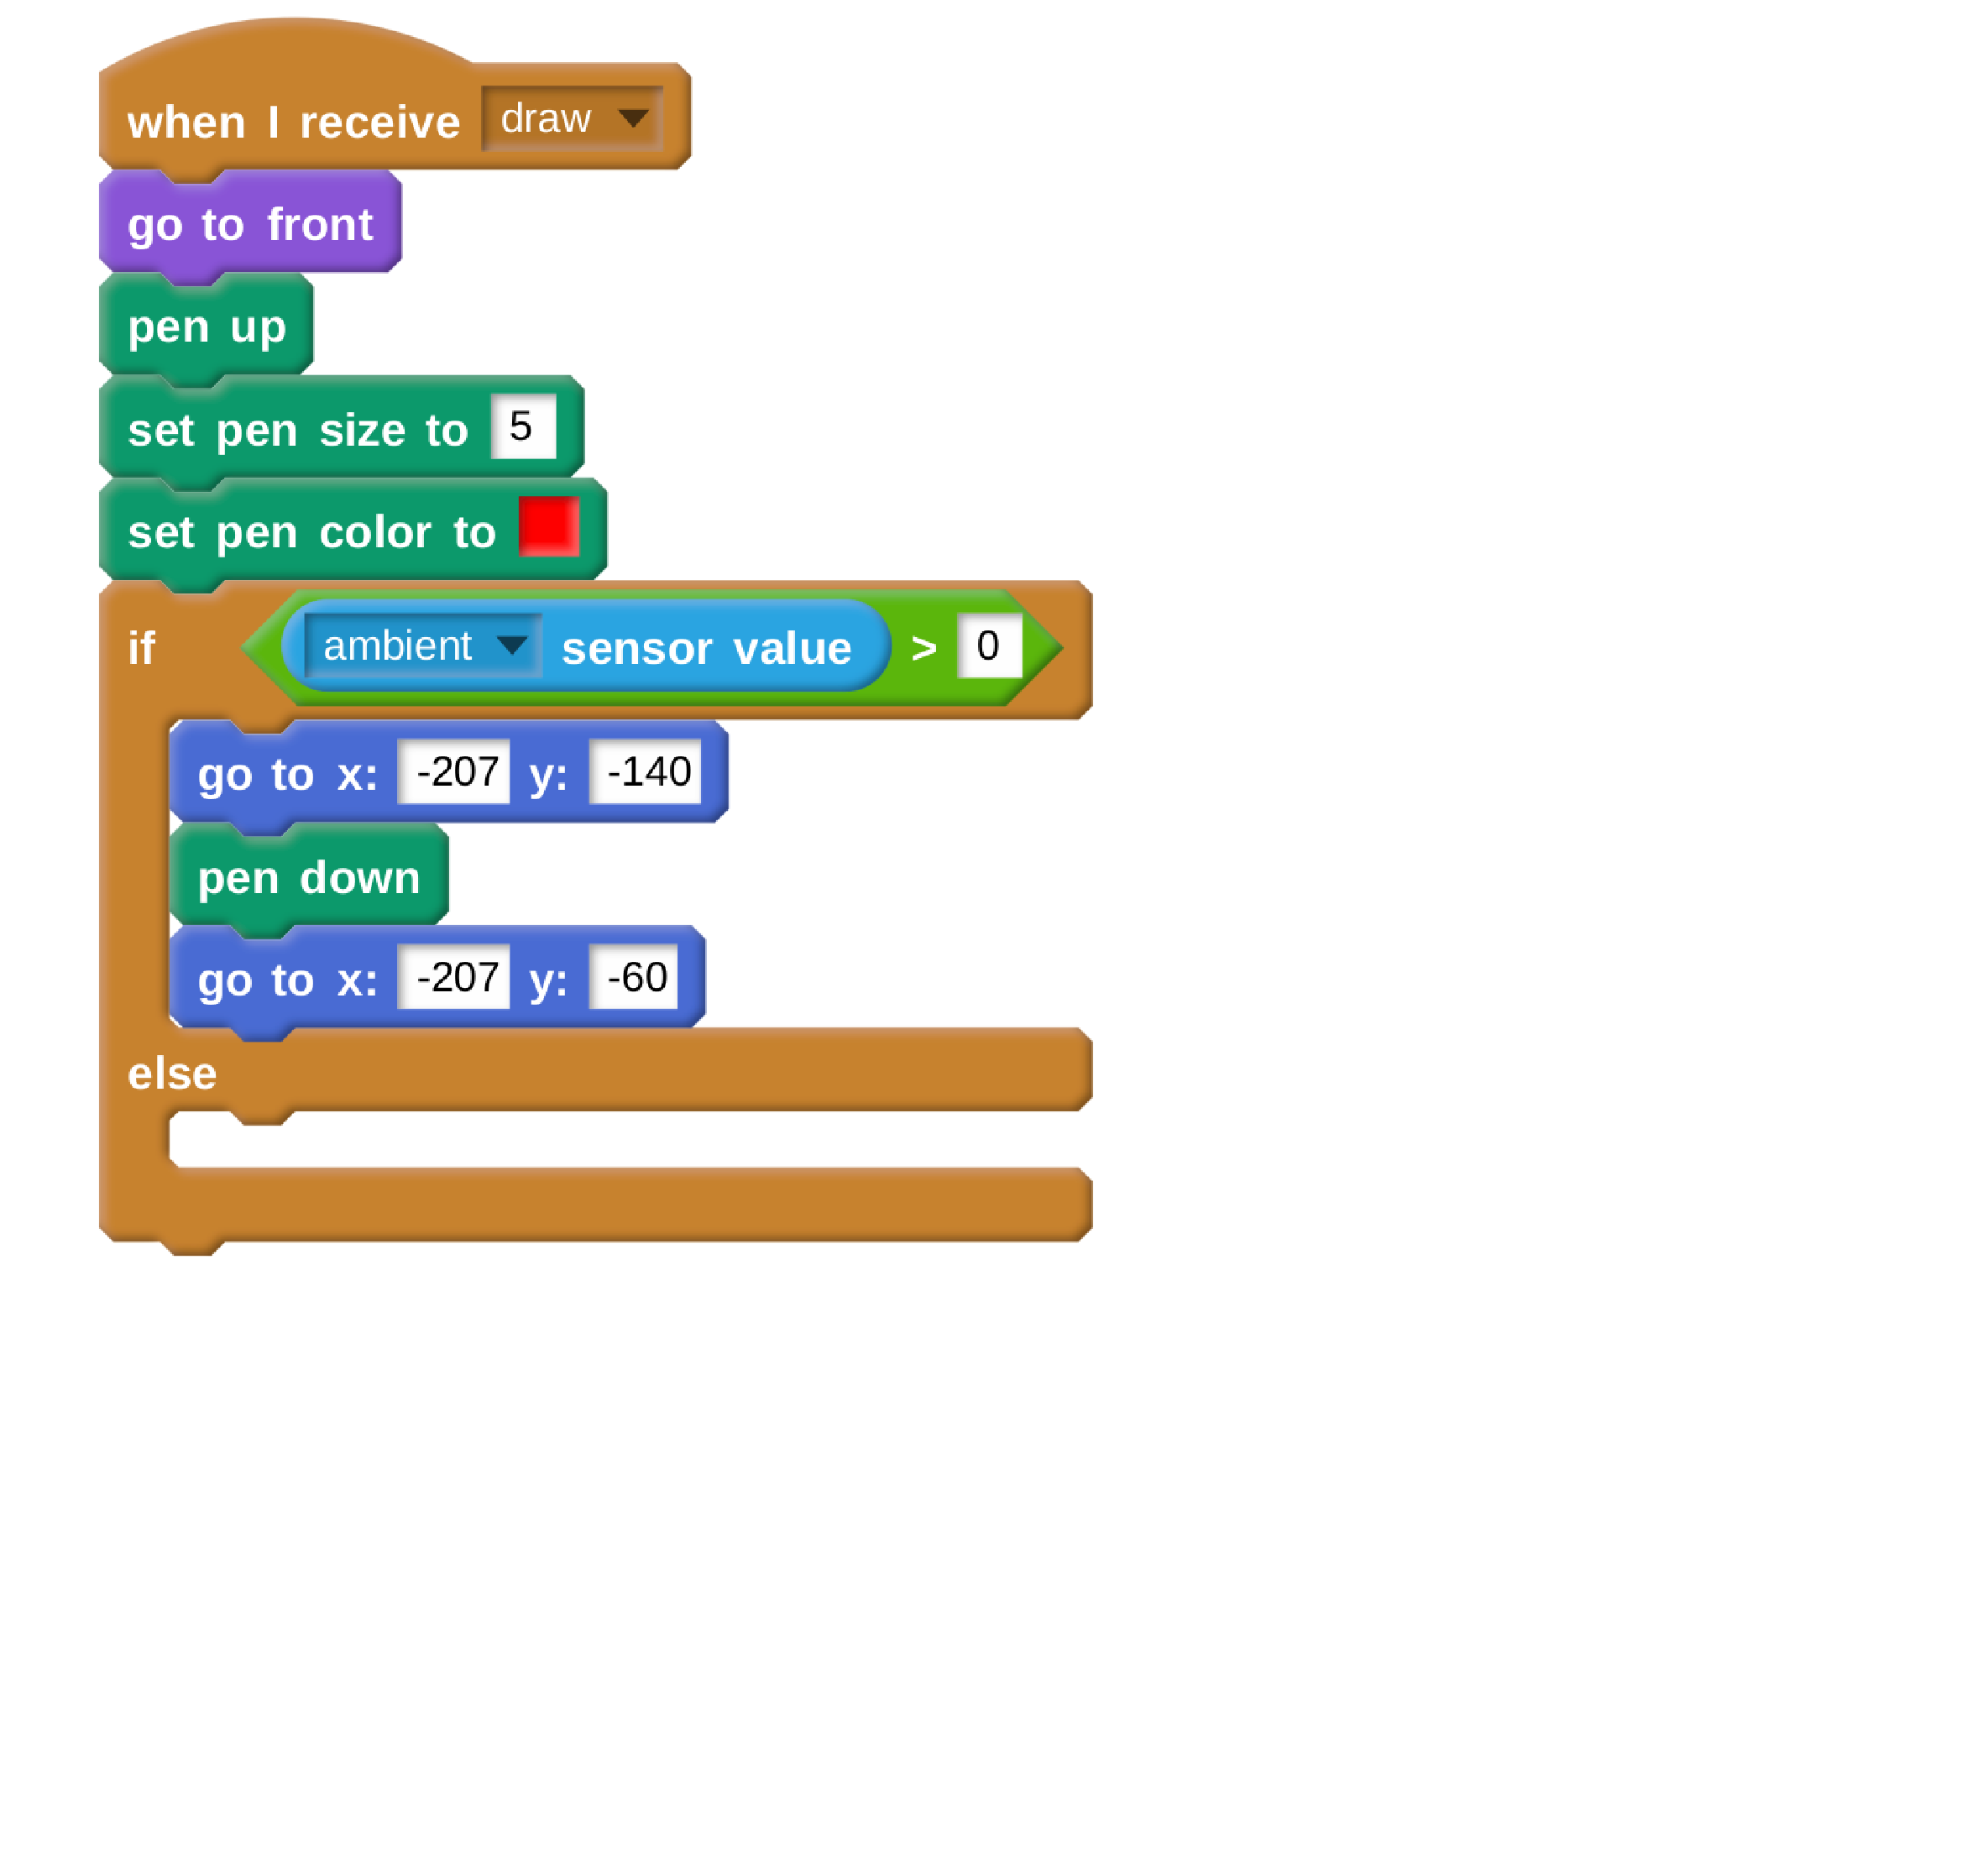 when I receive draw
go to front
pen up
set pen size to 5
set pen color to
if ambient sensor value > 0
go to x: -207 y: -140
pen down
go to x: -207 y: -60
else